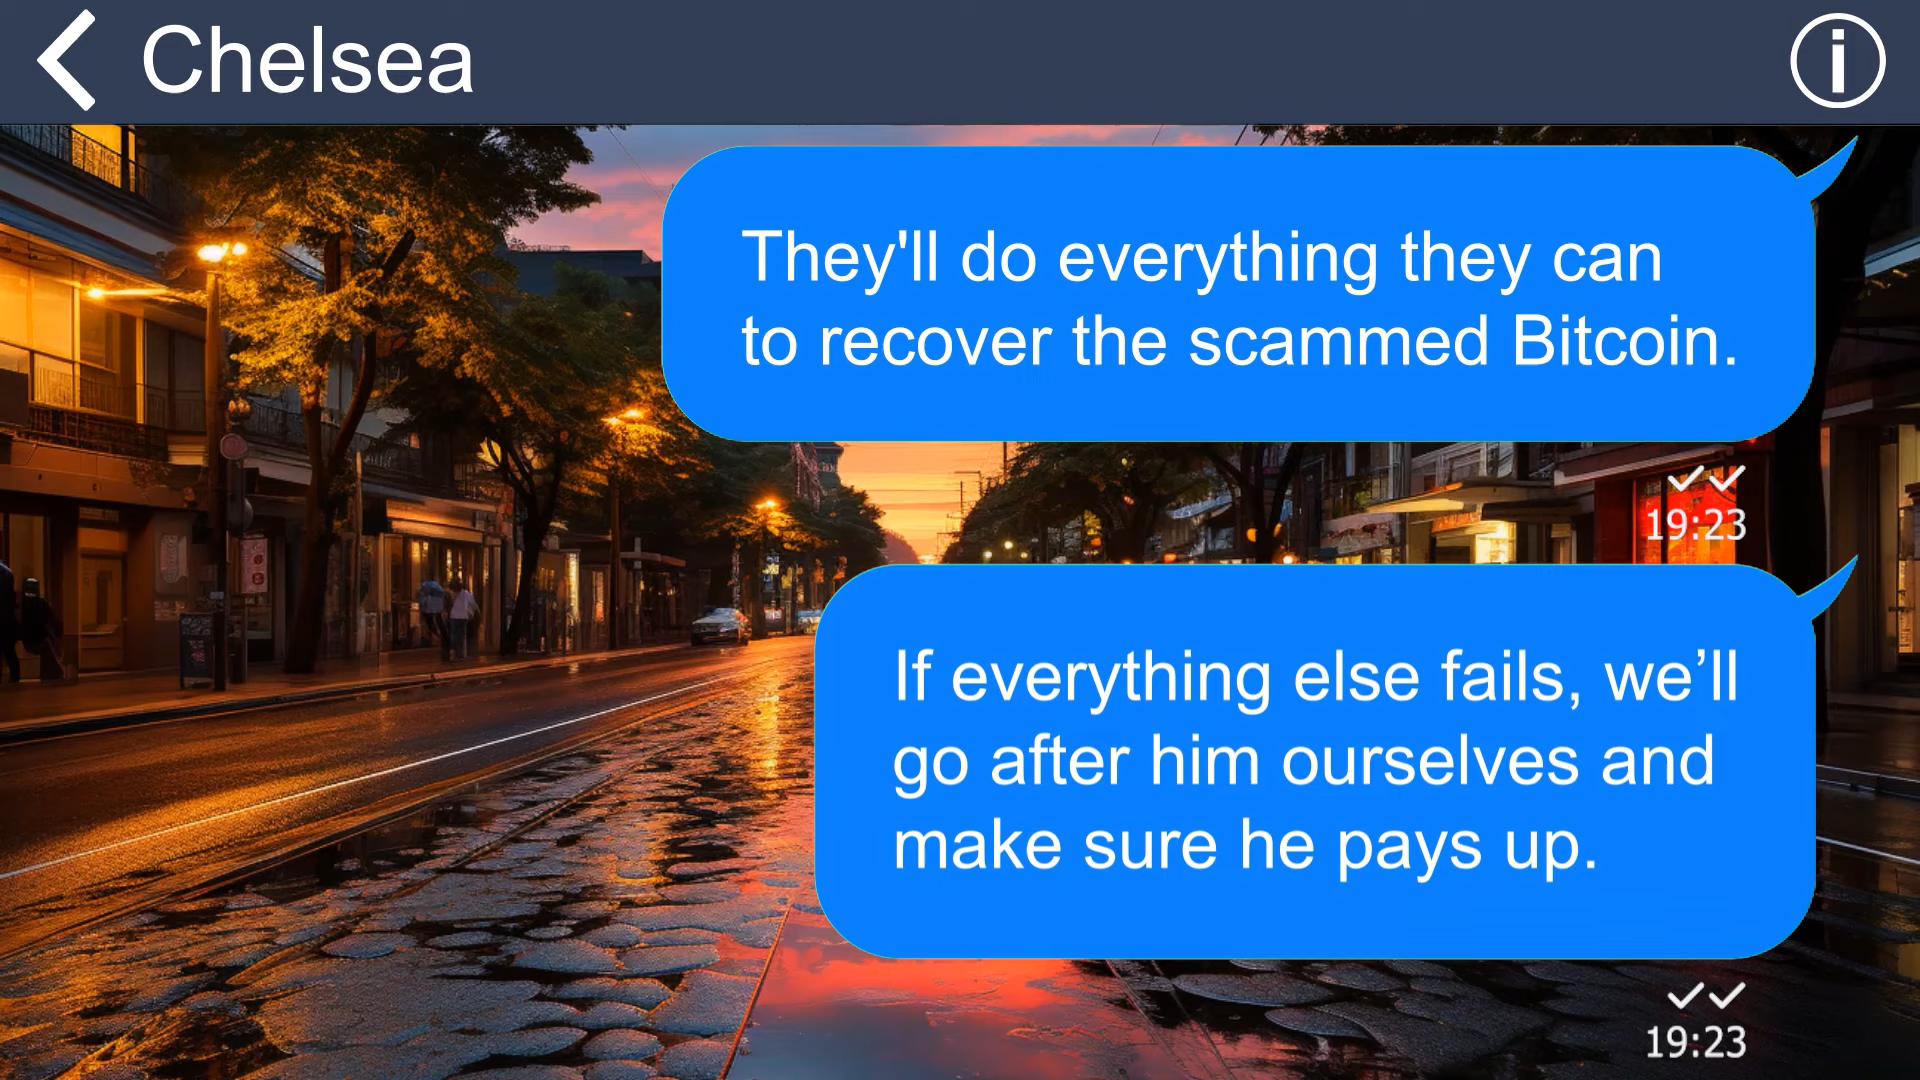 Chelsea
They'll do everything they can
to recover the scammed Bitcoin.
19:23
If everything else fails, we’ll
go after him ourselves and
make sure he pays up.
19:23